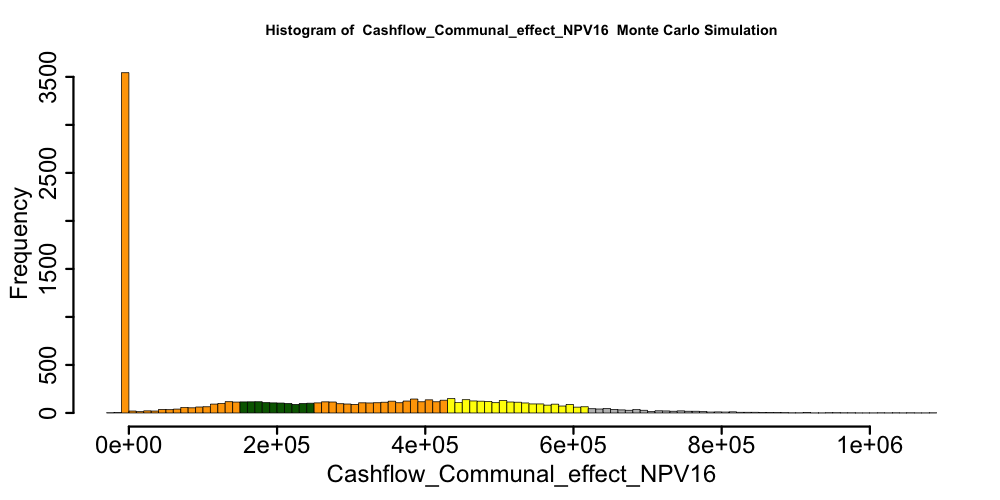 Histogram of  Cashflow_Communal_effect_NPV16  Monte Carlo Simulation
Frequency
3500
2500
1500
500
0
0e+00 2e+05 4e+05 6e+05 8e+05 1e+06
Cashflow_Communal_effect_NPV16